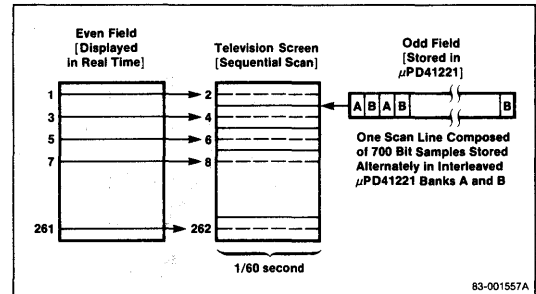 Even Field
[Displayed
in Real Time]
Television Screen
[Sequential Scan]
Odd Field
[Stored in
μPD41221]
1
2
A B A B B
3
4
5
6
7
8
One Scan Line Composed
of 700 Bit Samples Stored
Alternately in Interleaved
μPD41221 Banks A and B
261
262
1/60 second
83-001557A